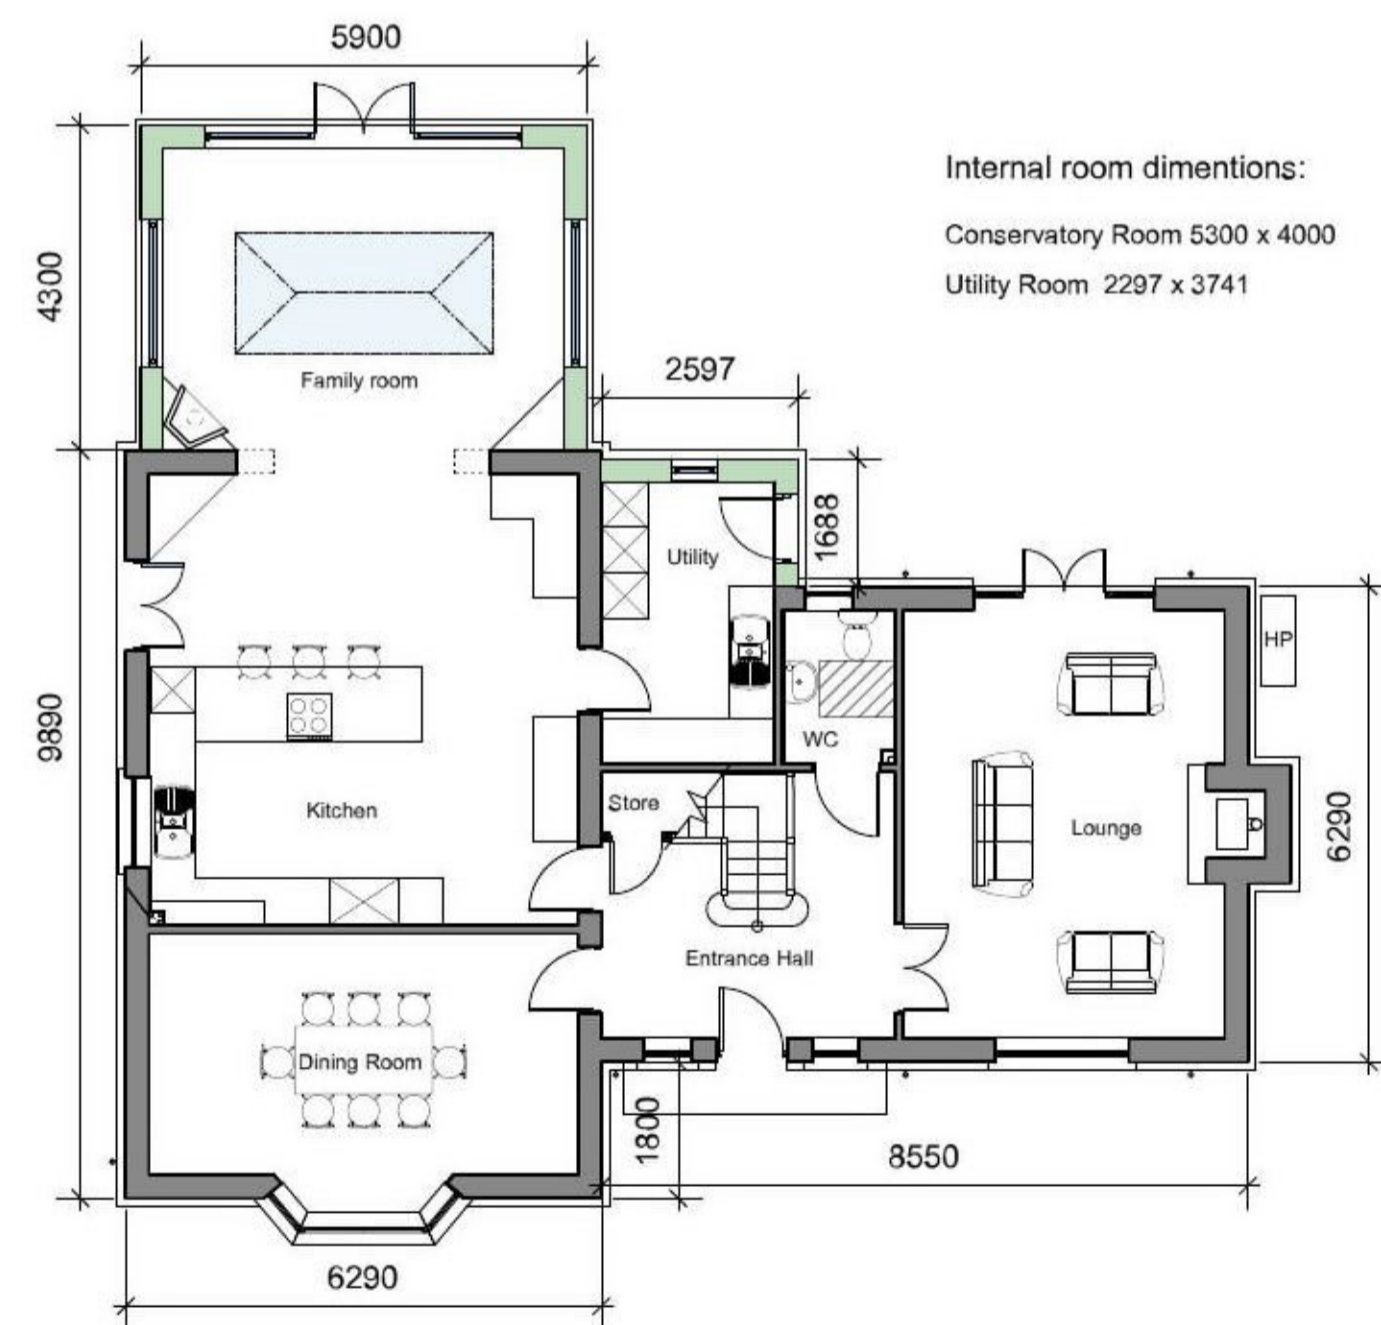 5900
Internal room dimentions:
Conservatory Room 5300 x 4000
Utility Room 2297 x 3741
4300
Family room
2597
1688
Utility
HP
9890
WC
Kitchen
Store
Lounge
6290
Entrance Hall
Dining Room
1800
8550
6290